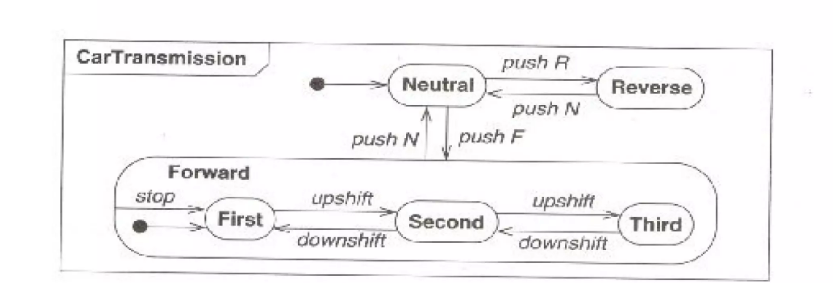 CarTransmission
push R
Neutral
Reverse
push N
push N
push F
Forward
stop
upshift
upshift
First
Second
Third
downshift
downshift